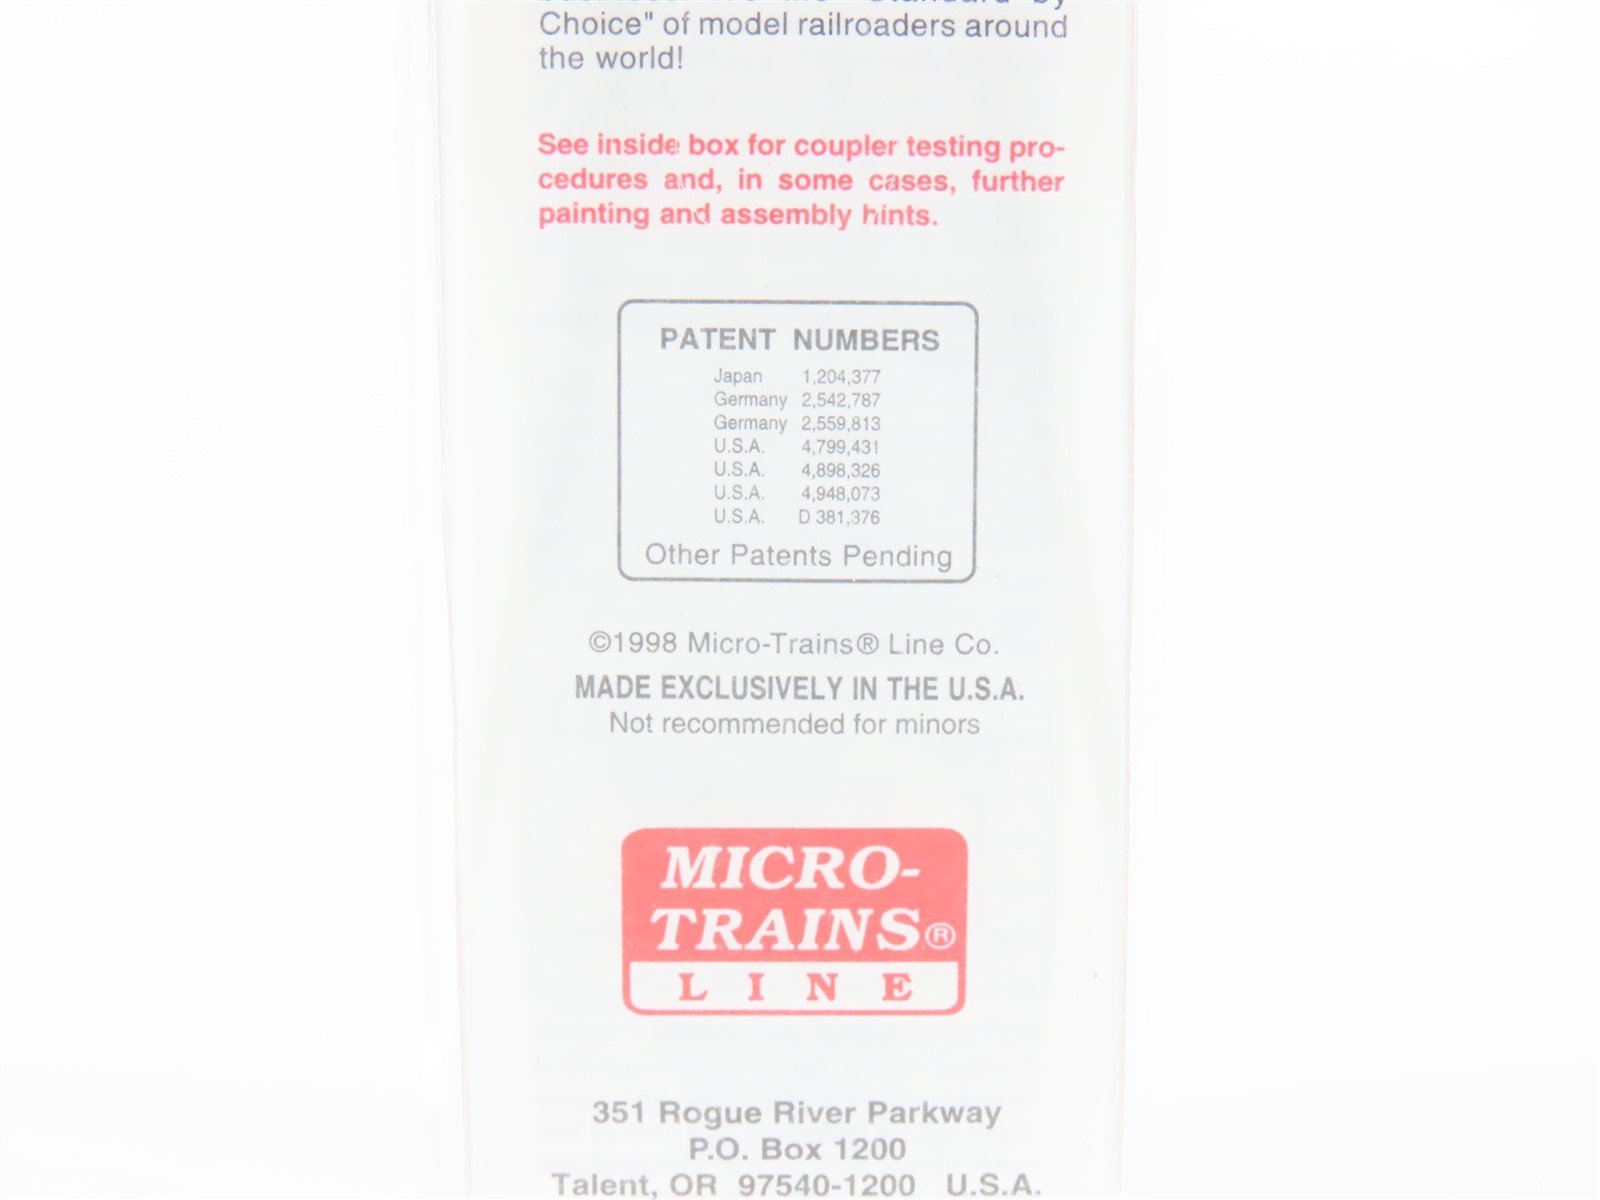 "Standard by
Choice" of model railroaders around
the world!
See inside box for coupler testing pro-
cedures and, in some cases, further
painting and assembly hints.
PATENT NUMBERS
Japan 1,204,377
Germany 2,542,787
Germany 2,559,813
U.S.A. 4,799,431
U.S.A. 4,898,326
U.S.A. 4,948,073
U.S.A. D 381,376
Other Patents Pending
©1998 Micro-Trains® Line Co.
MADE EXCLUSIVELY IN THE U.S.A.
Not recommended for minors
MICRO-
TRAINS®
LINE
351 Rogue River Parkway
P.O. Box 1200
Talent, OR 97540-1200 U.S.A.